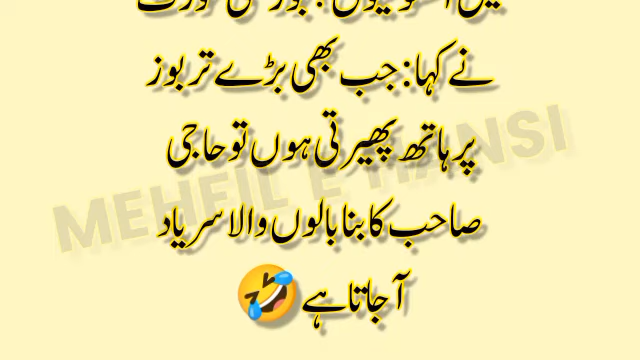 نے کہا: جب بھی بڑے تربوز
پر ہاتھ پھیرتی ہوں تو حاجی
صاحب کا بنا بالوں والا سر یاد
آ جاتا ہے 🤣
MEHFIL E HANSI